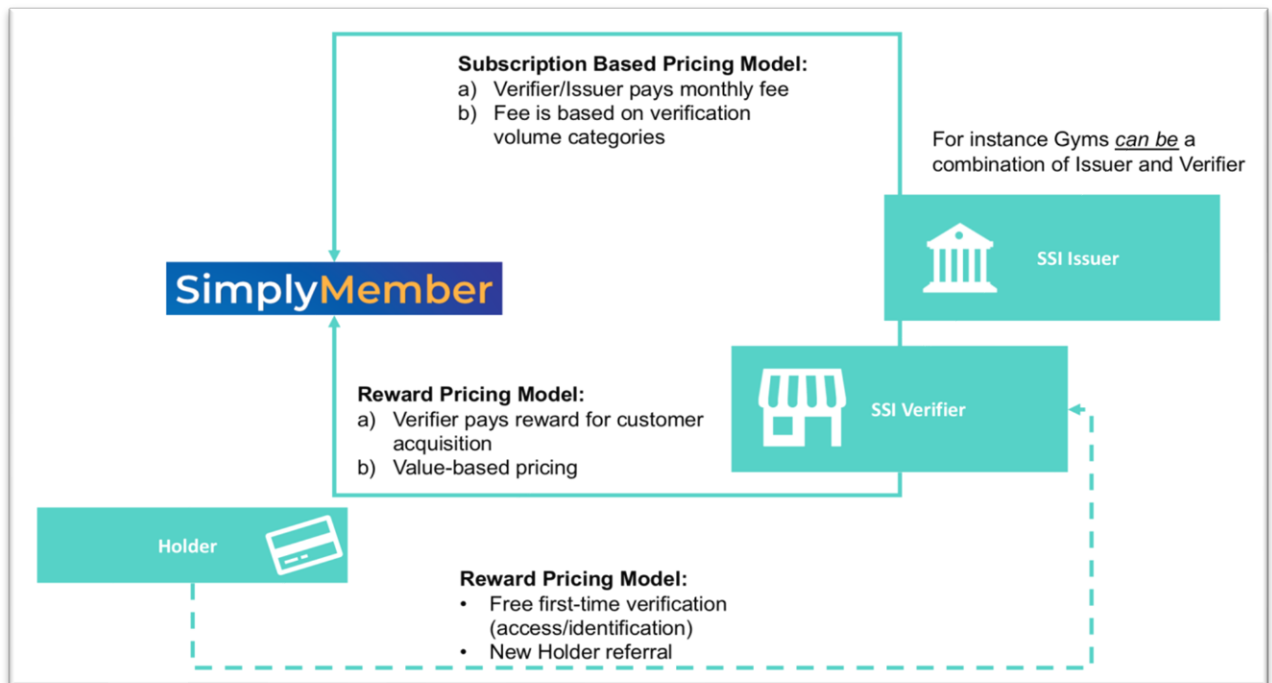 Subscription Based Pricing Model:
a) Verifier/Issuer pays monthly fee
b) Fee is based on verification
volume categories
For instance Gyms can be a
combination of Issuer and Verifier
SSI Issuer
SimplyMember
SSI Verifier
Reward Pricing Model:
a) Verifier pays reward for customer
acquisition
b) Value-based pricing
Holder
Reward Pricing Model:
• Free first-time verification
(access/identification)
• New Holder referral